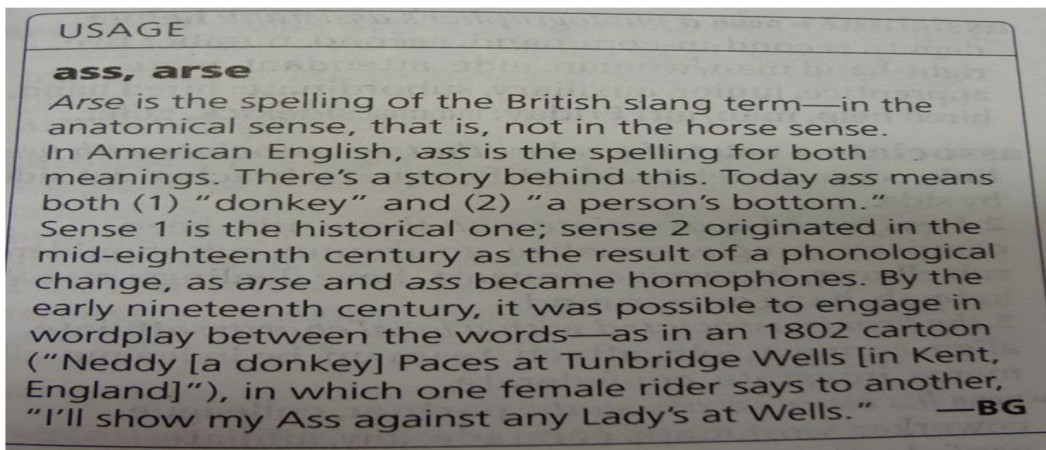 USAGE
ass, arse
Arse is the spelling of the British slang term—in the
anatomical sense, that is, not in the horse sense.
In American English, ass is the spelling for both
meanings. There's a story behind this. Today ass means
both (1) "donkey" and (2) "a person's bottom."
Sense 1 is the historical one; sense 2 originated in the
mid-eighteenth century as the result of a phonological
change, as arse and ass became homophones. By the
early nineteenth century, it was possible to engage in
wordplay between the words—as in an 1802 cartoon
("Neddy [a donkey] Paces at Tunbridge Wells [in Kent,
England]"), in which one female rider says to another,
"I'll show my Ass against any Lady's at Wells." —BG